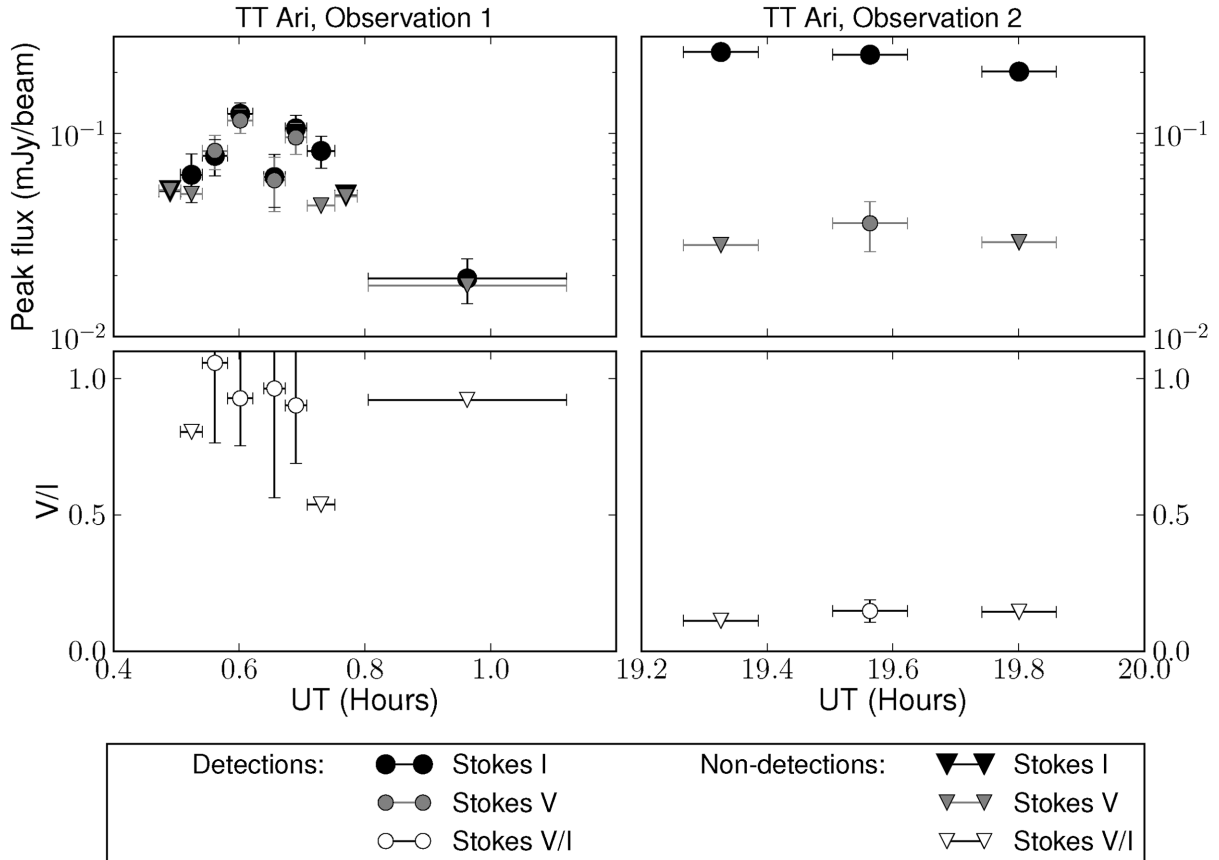 TT Ari, Observation 1
TT Ari, Observation 2
Peak flux (mJy/beam)
10⁻¹
10⁻²
10⁻¹
10⁻²
V/I
1.0
0.5
0.0
1.0
0.5
0.0
0.4 0.6 0.8 1.0
19.2 19.4 19.6 19.8 20.0
UT (Hours)
UT (Hours)
Detections: Stokes I Non-detections: Stokes I
Stokes V Stokes V
Stokes V/I Stokes V/I